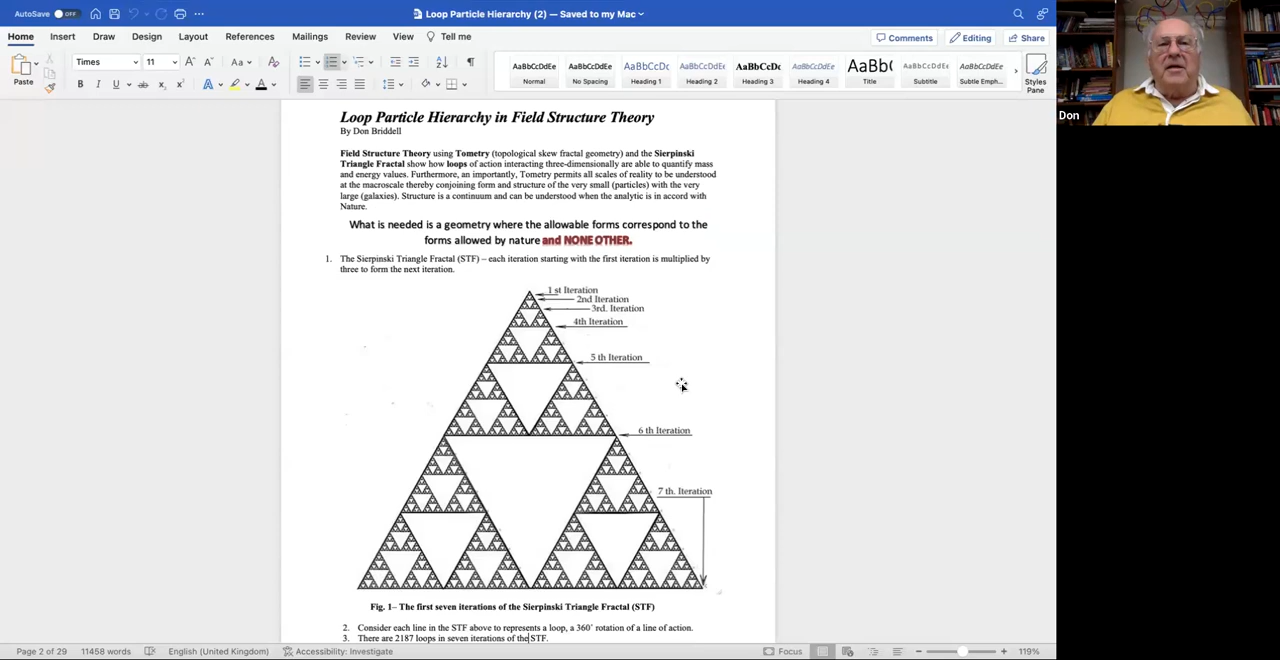 AutoSave OFF
Loop Particle Hierarchy (2) — Saved to my Mac
Home Insert Draw Design Layout References Mailings Review View Tell me
Comments Editing Share
Paste
Times 11
AaBbCcDdEe AaBbCcDdEe AaBbCcDc AaBbCcDdEe AaBbCcDc AaBbCcDdEe AaBb( AaBbCcDdEe AaBbCcDdEe
Normal No Spacing Heading 1 Heading 2 Heading 3 Heading 4 Title Subtitle Subtle Emph...
Styles
Pane
Don
Loop Particle Hierarchy in Field Structure Theory
By Don Briddell
Field Structure Theory using Tometry (topological skew fractal geometry) and the Sierpinski
Triangle Fractal show how loops of action interacting three-dimensionally are able to quantify mass
and energy values. Furthermore, an importantly, Tometry permits all scales of reality to be understood
at the macroscale thereby conjoining form and structure of the very small (particles) with the very
large (galaxies). Structure is a continuum and can be understood when the analytic is in accord with
Nature.
What is needed is a geometry where the allowable forms correspond to the
forms allowed by nature and NONE OTHER.
1. The Sierpinski Triangle Fractal (STF) – each iteration starting with the first iteration is multiplied by
three to form the next iteration.
1 st Iteration
2nd Iteration
3rd. Iteration
4th Iteration
5 th Iteration
6 th Iteration
7 th. Iteration
Fig. 1– The first seven iterations of the Sierpinski Triangle Fractal (STF)
2. Consider each line in the STF above to represents a loop, a 360˚ rotation of a line of action.
3. There are 2187 loops in seven iterations of the STF.
Page 2 of 29 11458 words English (United Kingdom) Accessibility: Investigate Focus 119%